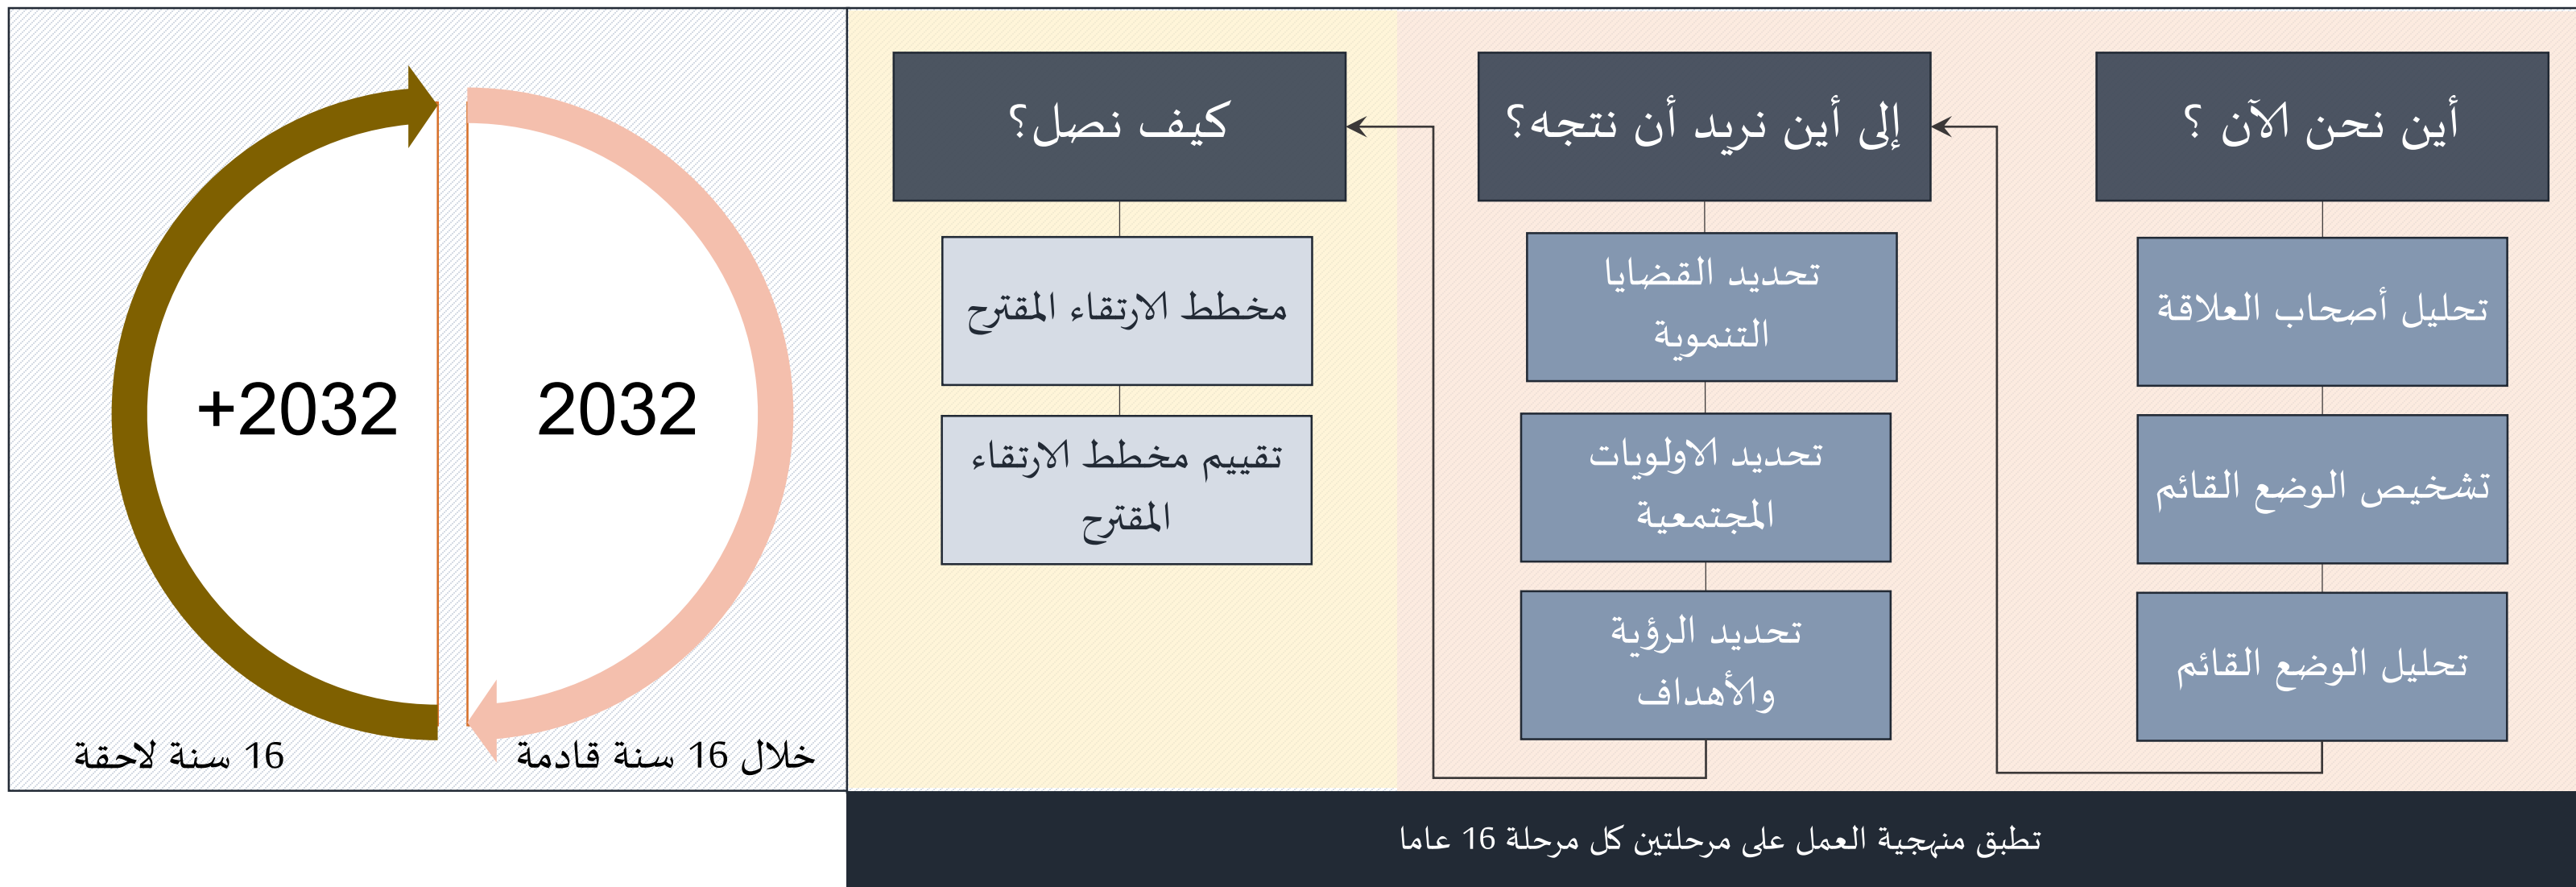 أين نحن الآن ؟
تحليل أصحاب العلاقة
تشخيص الوضع القائم
تحليل الوضع القائم
إلى أين نريد أن نتجه؟
تحديد القضايا
التنموية
تحديد الاولويات
المجتمعية
تحديد الرؤية
والأهداف
كيف نصل؟
مخطط الارتقاء المقترح
تقييم مخطط الارتقاء
المقترح
2032
خلال 16 سنة قادمة
+2032
16 سنة لاحقة
تطبق منهجية العمل على مرحلتين كل مرحلة 16 عاما